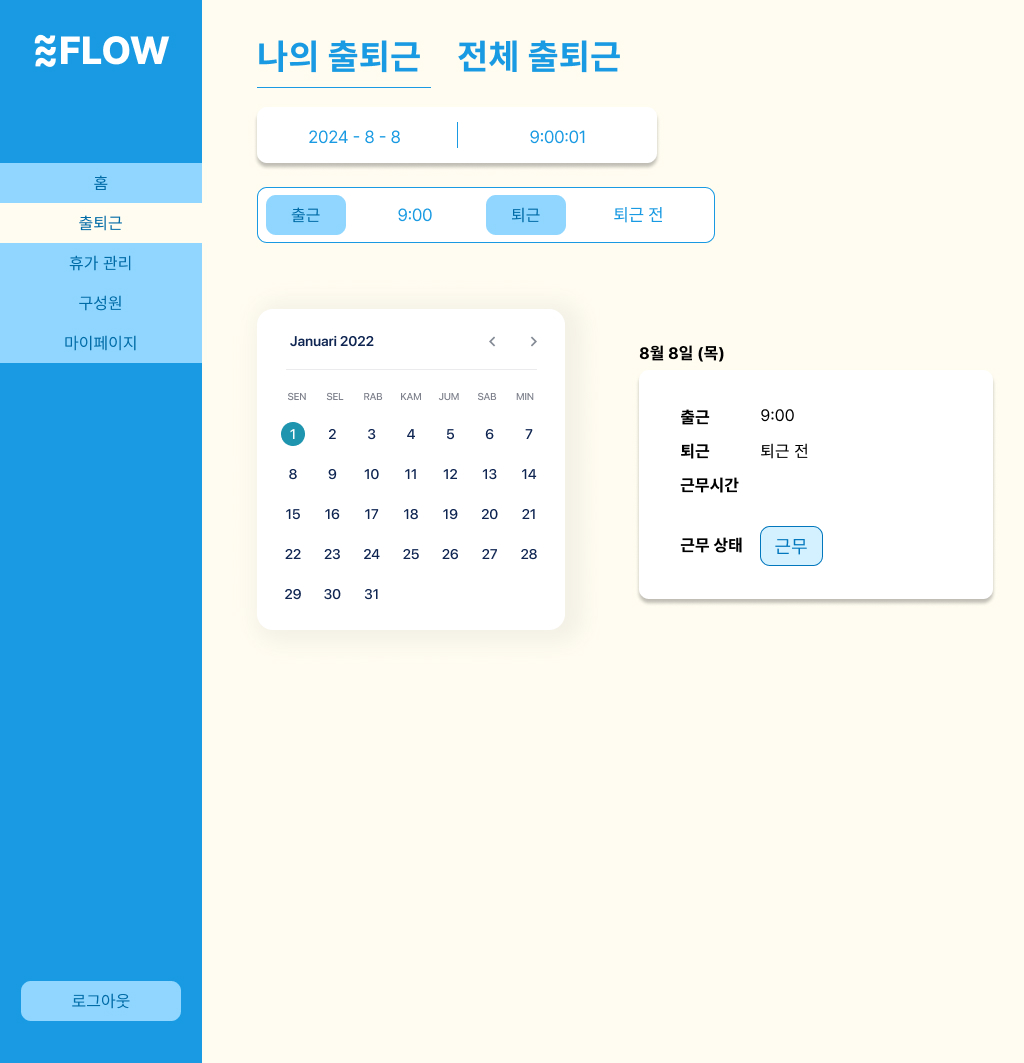 ≋FLOW
홈
출퇴근
휴가 관리
구성원
마이페이지
로그아웃
나의 출퇴근 전체 출퇴근
2024 - 8 - 8 9:00:01
출근 9:00 퇴근 퇴근 전
Januari 2022
SEN SEL RAB KAM JUM SAB MIN
1 2 3 4 5 6 7
8 9 10 11 12 13 14
15 16 17 18 19 20 21
22 23 24 25 26 27 28
29 30 31
8월 8일 (목)
출근 9:00
퇴근 퇴근 전
근무시간
근무 상태 근무